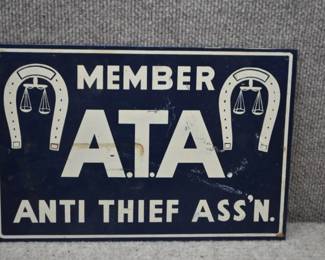 MEMBER
A.T.A.
ANTI THIEF ASS'N.